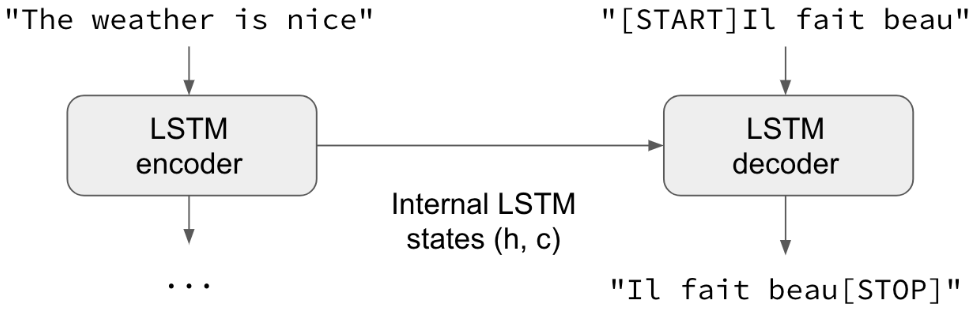 "The weather is nice"
"[START]Il fait beau"
LSTM
encoder
LSTM
decoder
Internal LSTM
states (h, c)
...
"Il fait beau[STOP]"